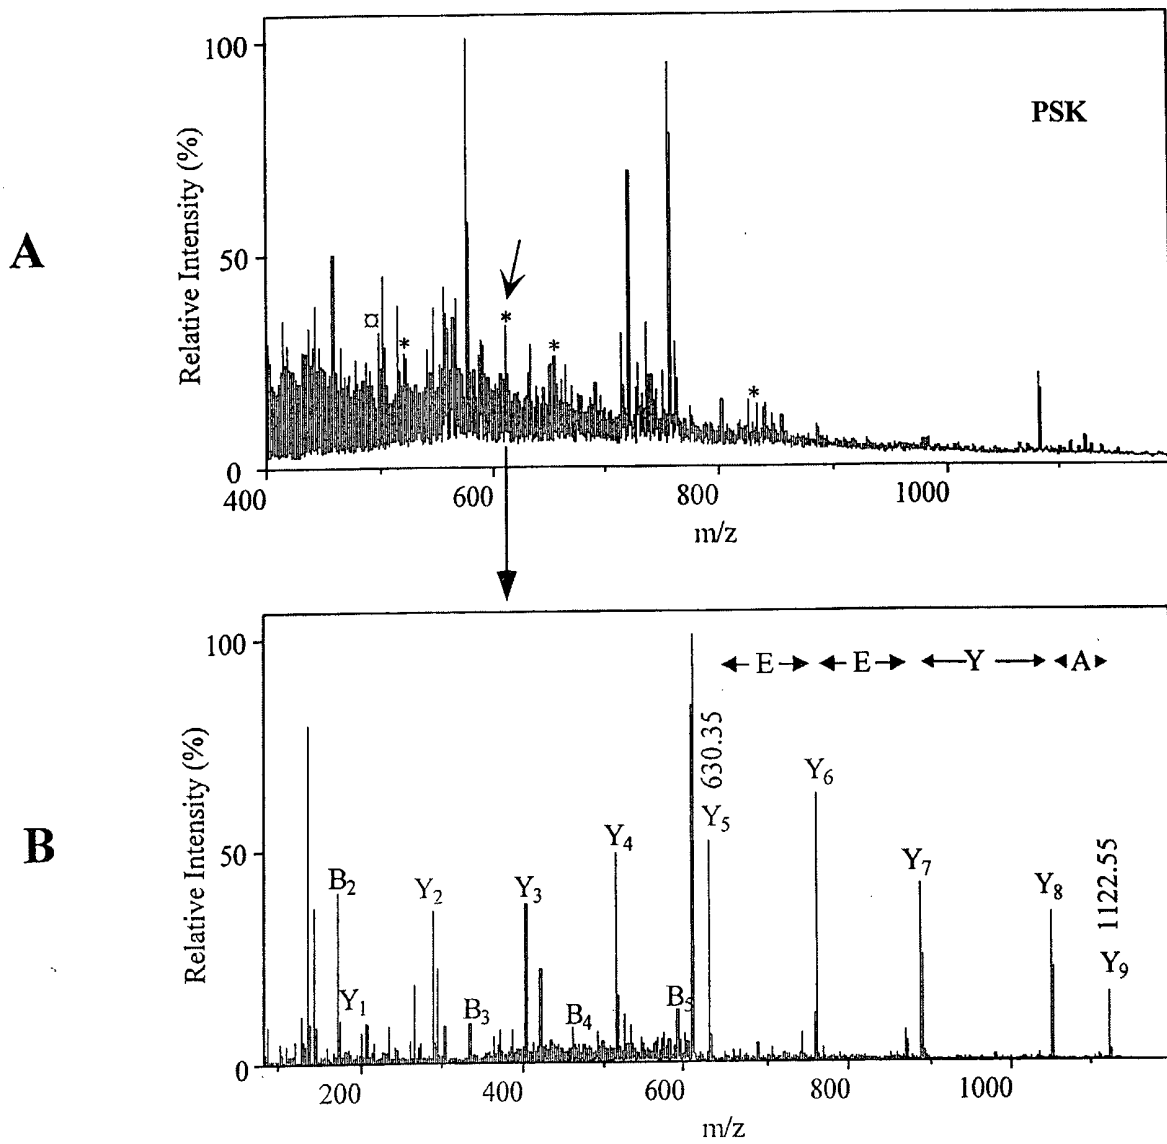 A
Relative Intensity (%)
100
50
0
PSK
¤
*
*
*
*
400
600
800
1000
m/z
B
Relative Intensity (%)
100
50
0
E
E
Y
A
B₂
Y₁
Y₂
B₃
Y₃
B₄
Y₄
B₅
630.35
Y₅
Y₆
Y₇
Y₈
1122.55
Y₉
200
400
600
800
1000
m/z